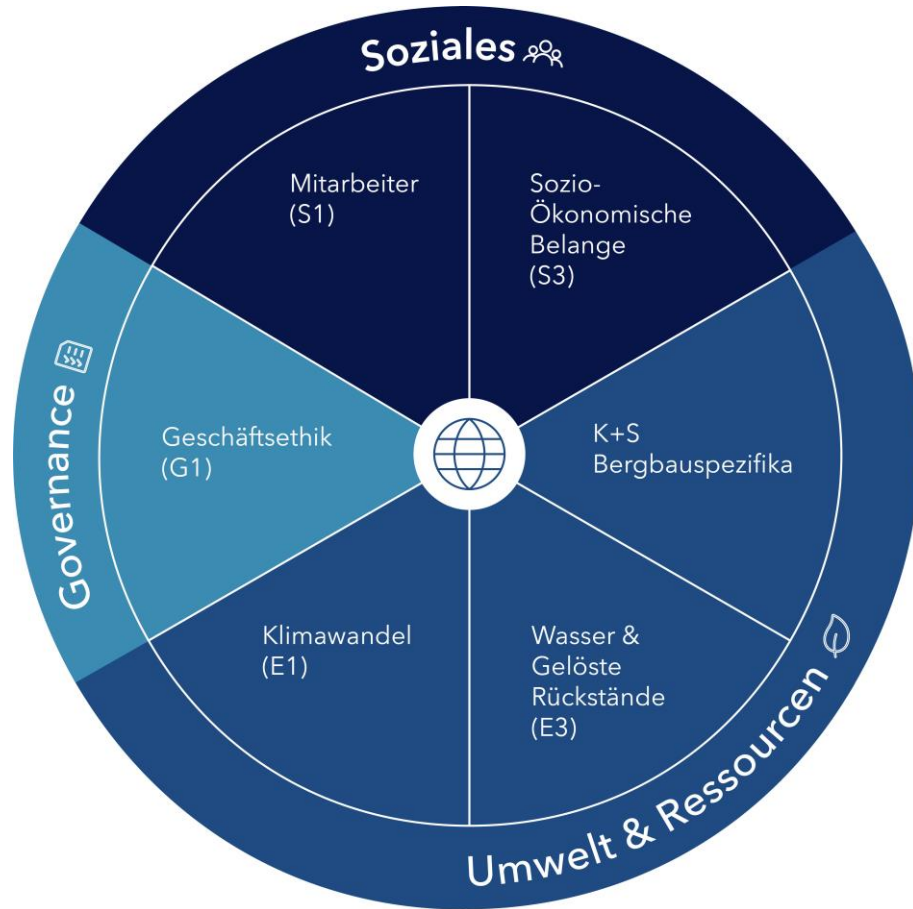 Soziales
Mitarbeiter
(S1)
Sozio-
Ökonomische
Belange
(S3)
Governance
Geschäftsethik
(G1)
K+S
Bergbauspezifika
Klimawandel
(E1)
Wasser &
Gelöste
Rückstände
(E3)
Umwelt & Ressourcen